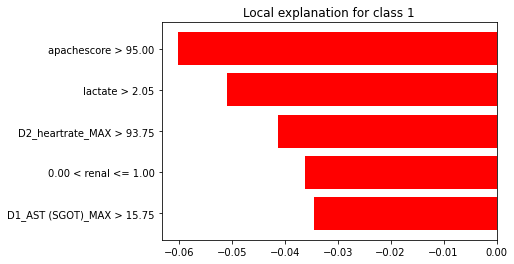 Local explanation for class 1
apachescore > 95.00
lactate > 2.05
D2_heartrate_MAX > 93.75
0.00 < renal <= 1.00
D1_AST (SGOT)_MAX > 15.75
−0.06 −0.05 −0.04 −0.03 −0.02 −0.01 0.00